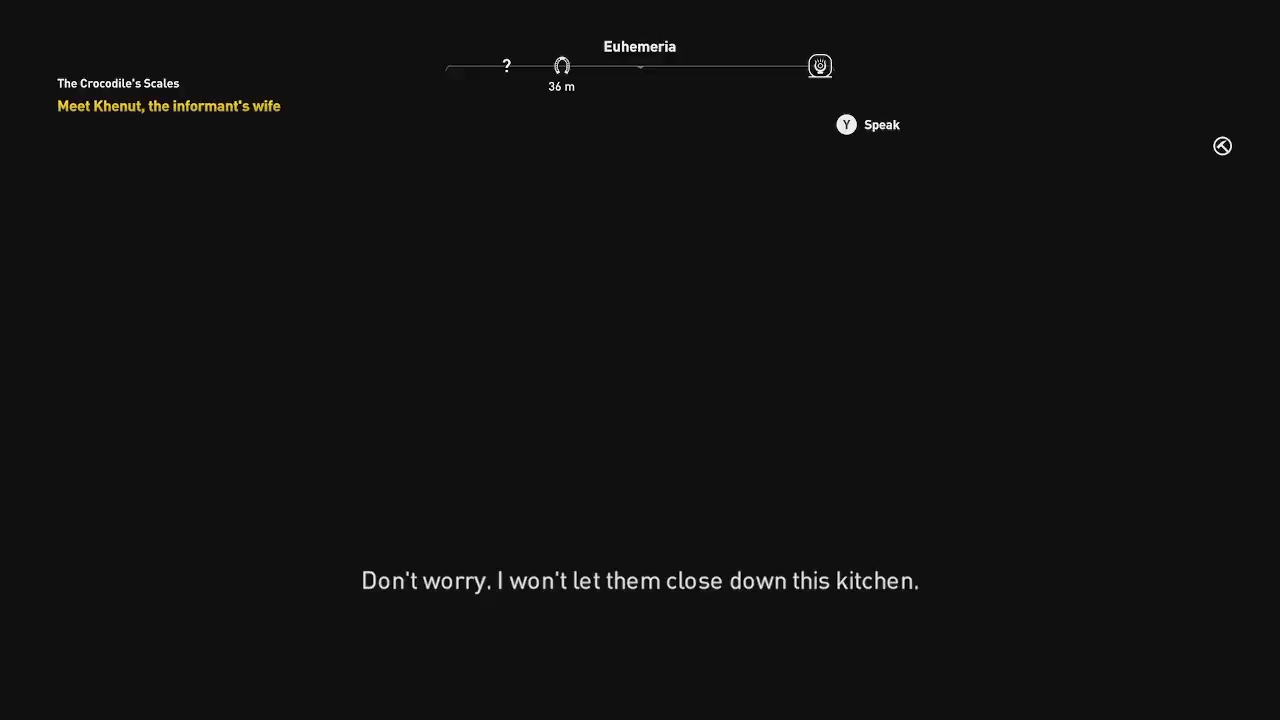 Euhemeria
?
36 m
The Crocodile's Scales
Meet Khenut, the informant's wife
Y Speak
Don't worry. I won't let them close down this kitchen.